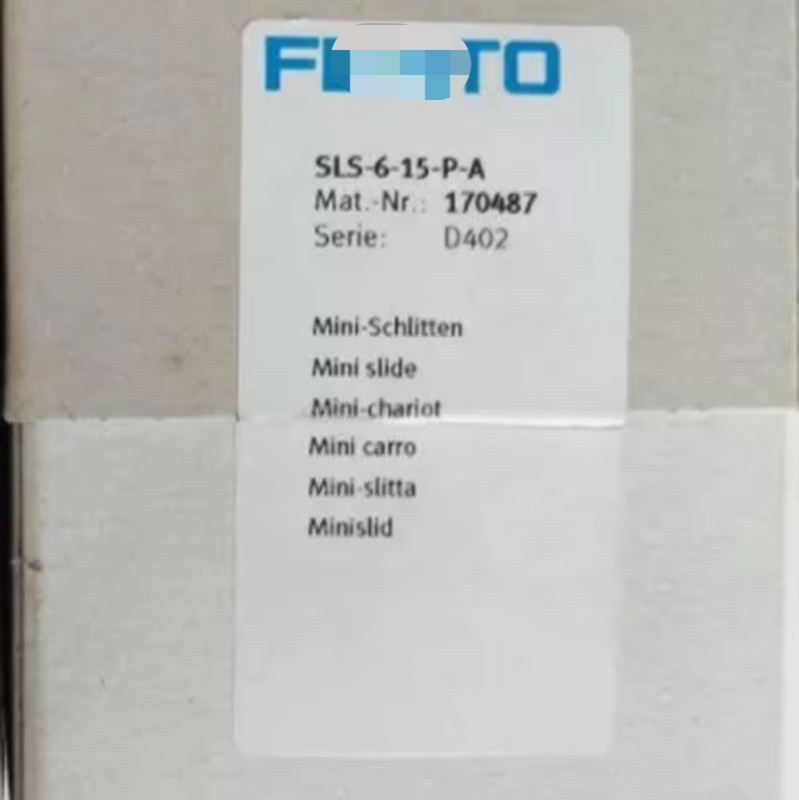 SLS-6-15-P-A
Mat.-Nr.: 170487
Serie: D402
Mini-Schlitten
Mini slide
Mini-chariot
Mini carro
Mini-slitta
Minislid